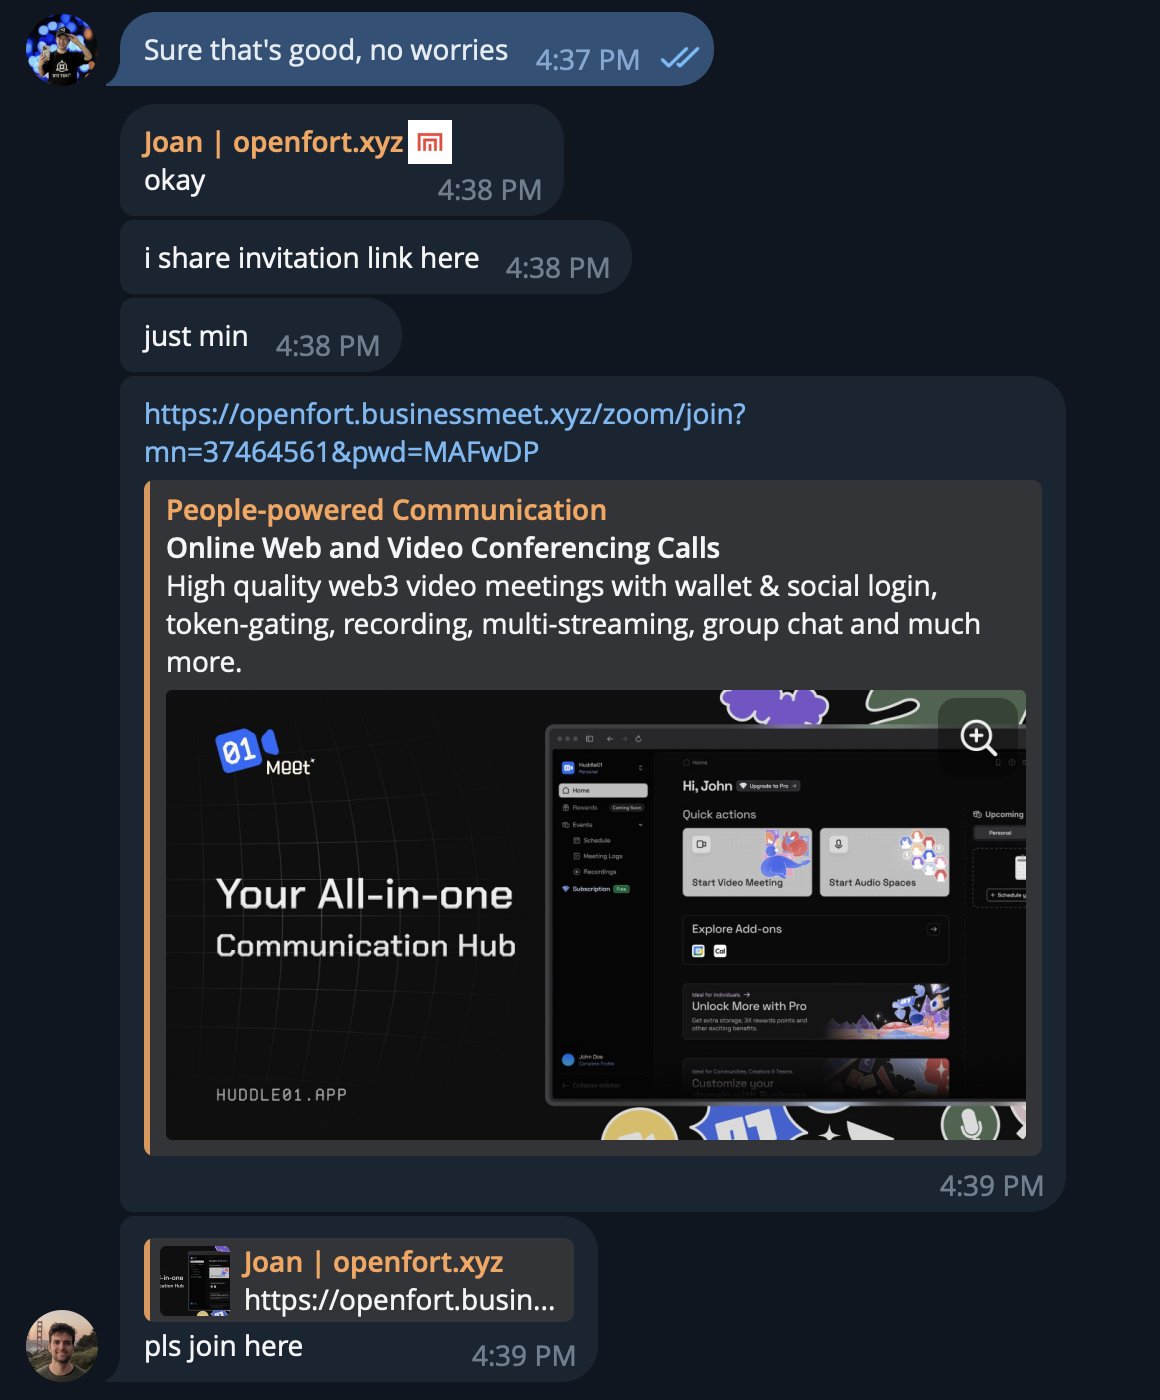 Sure that's good, no worries 4:37 PM
Joan | openfort.xyz
okay 4:38 PM
i share invitation link here 4:38 PM
just min 4:38 PM
https://openfort.businessmeet.xyz/zoom/join?
mn=37464561&pwd=MAFwDP
People-powered Communication
Online Web and Video Conferencing Calls
High quality web3 video meetings with wallet & social login,
token-gating, recording, multi-streaming, group chat and much
more.
01
Meet
Your All-in-one
Communication Hub
HUDDLE01.APP
Huddle01
Personal
Home
Rewards Coming Soon
Events
Schedule
Meeting Logs
Recordings
Subscription Free
John Doe
Complete Profile
Collapse sidebar
Home
Hi, John Upgrade to Pro
Quick actions
Start Video Meeting
Start Audio Spaces
Explore Add-ons
Cal
Ideal for individuals.
Unlock More with Pro
Get extra storage, 3X rewards points and
other exciting benefits.
Ideal for Communities, Creators & Teams
Customize your
domain with Business
Upcoming
Personal
+ Schedule
01
4:39 PM
Joan | openfort.xyz
https://openfort.busin...
pls join here 4:39 PM